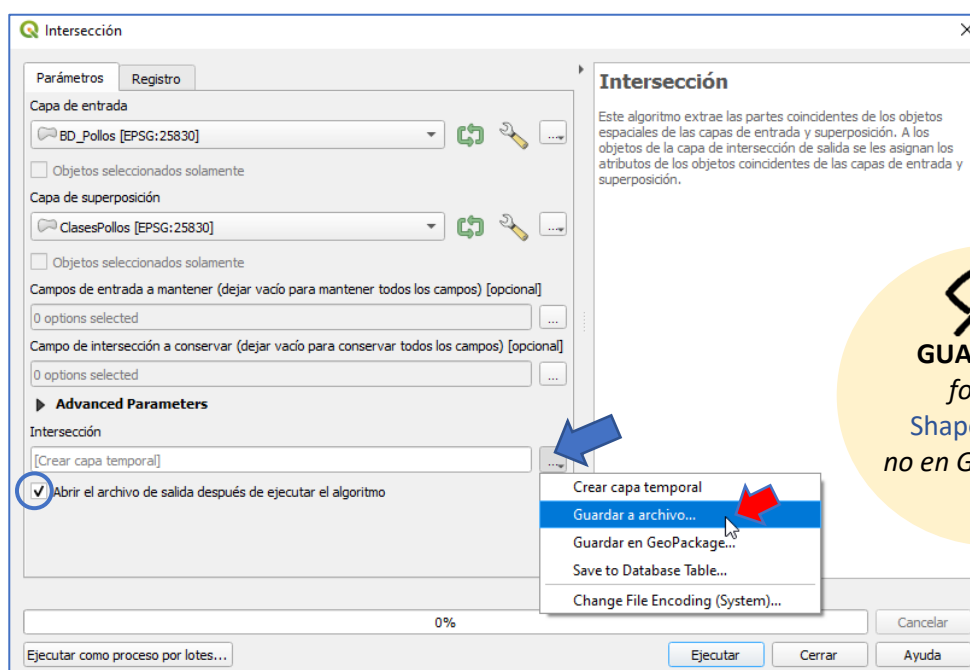 Intersección
Parámetros
Registro
Capa de entrada
BD_Pollos [EPSG:25830]
...
Objetos seleccionados solamente
Capa de superposición
ClasesPollos [EPSG:25830]
...
Objetos seleccionados solamente
Campos de entrada a mantener (dejar vacío para mantener todos los campos) [opcional]
0 options selected
...
Campo de intersección a conservar (dejar vacío para conservar todos los campos) [opcional]
0 options selected
...
Advanced Parameters
Intersección
[Crear capa temporal]
...
Abrir el archivo de salida después de ejecutar el algoritmo
Crear capa temporal
Guardar a archivo...
Guardar en GeoPackage...
Save to Database Table...
Change File Encoding (System)...
Intersección
Este algoritmo extrae las partes coincidentes de los objetos
espaciales de las capas de entrada y superposición. A los
objetos de la capa de intersección de salida se les asignan los
atributos de los objetos coincidentes de las capas de entrada y
superposición.
GUA
fo
Shap
no en G
0%
Cancelar
Ejecutar como proceso por lotes...
Ejecutar
Cerrar
Ayuda